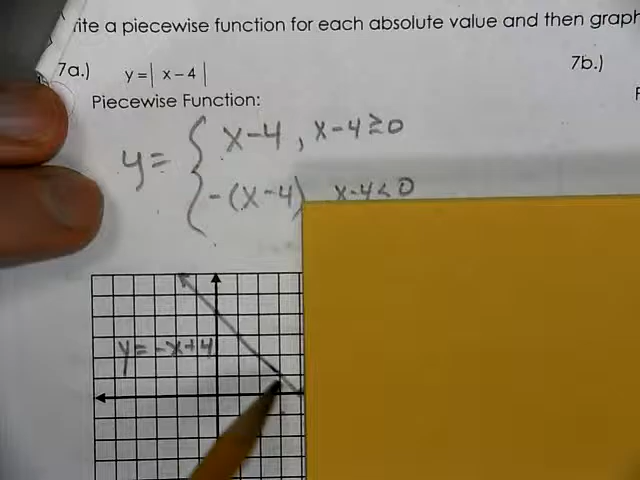 ite a piecewise function for each absolute value and then graph
7a.) y=| x – 4 | 7b.)
Piecewise Function:
y= { x-4 , x-4≥0
-(x-4) x-4<0
y=-x+4